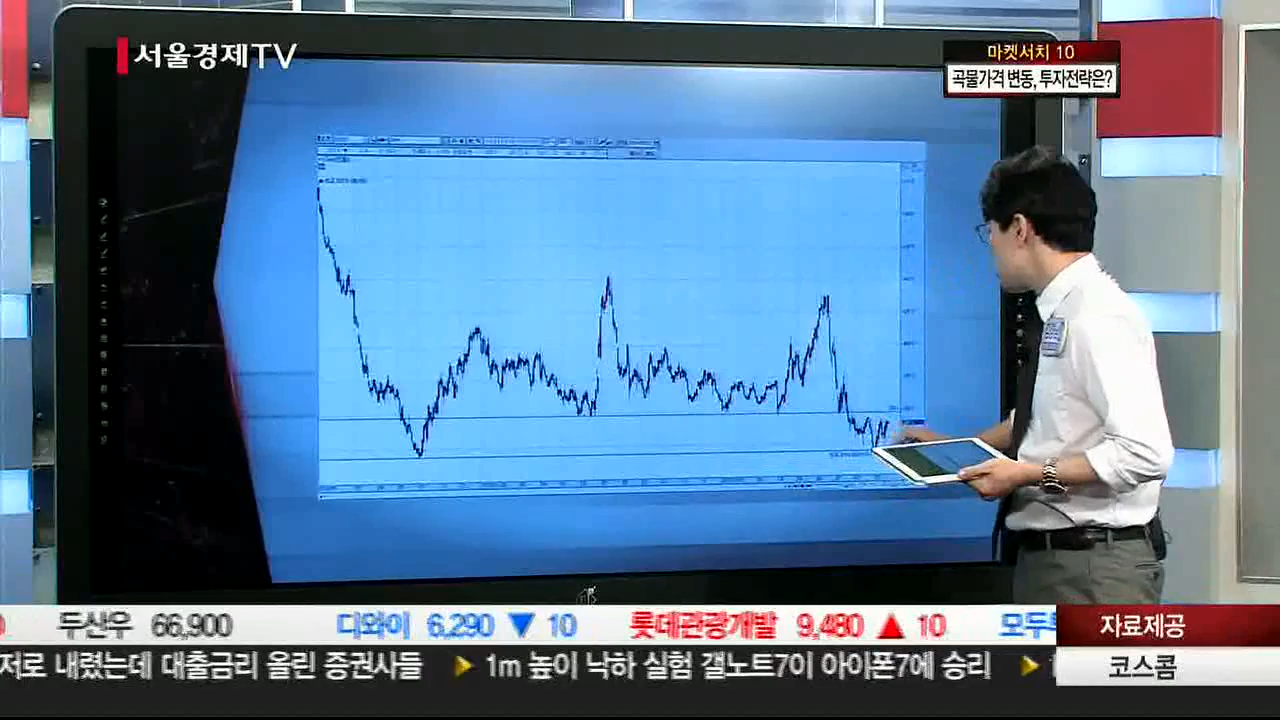 서울경제TV
마켓서치 10
곡물가격 변동, 투자전략은?
두산우 66,900 디와이 6,290 ▼ 10 롯데관광개발 9,480 ▲ 10 모두
자료제공
저로 내렸는데 대출금리 올린 증권사들 ▶ 1m 높이 낙하 실험 갤노트7이 아이폰7에 승리 ▶
코스콤